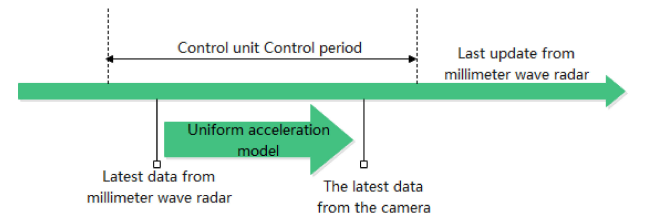 Control unit Control period
Last update from
millimeter wave radar
Uniform acceleration
model
Latest data from
millimeter wave radar
The latest data
from the camera